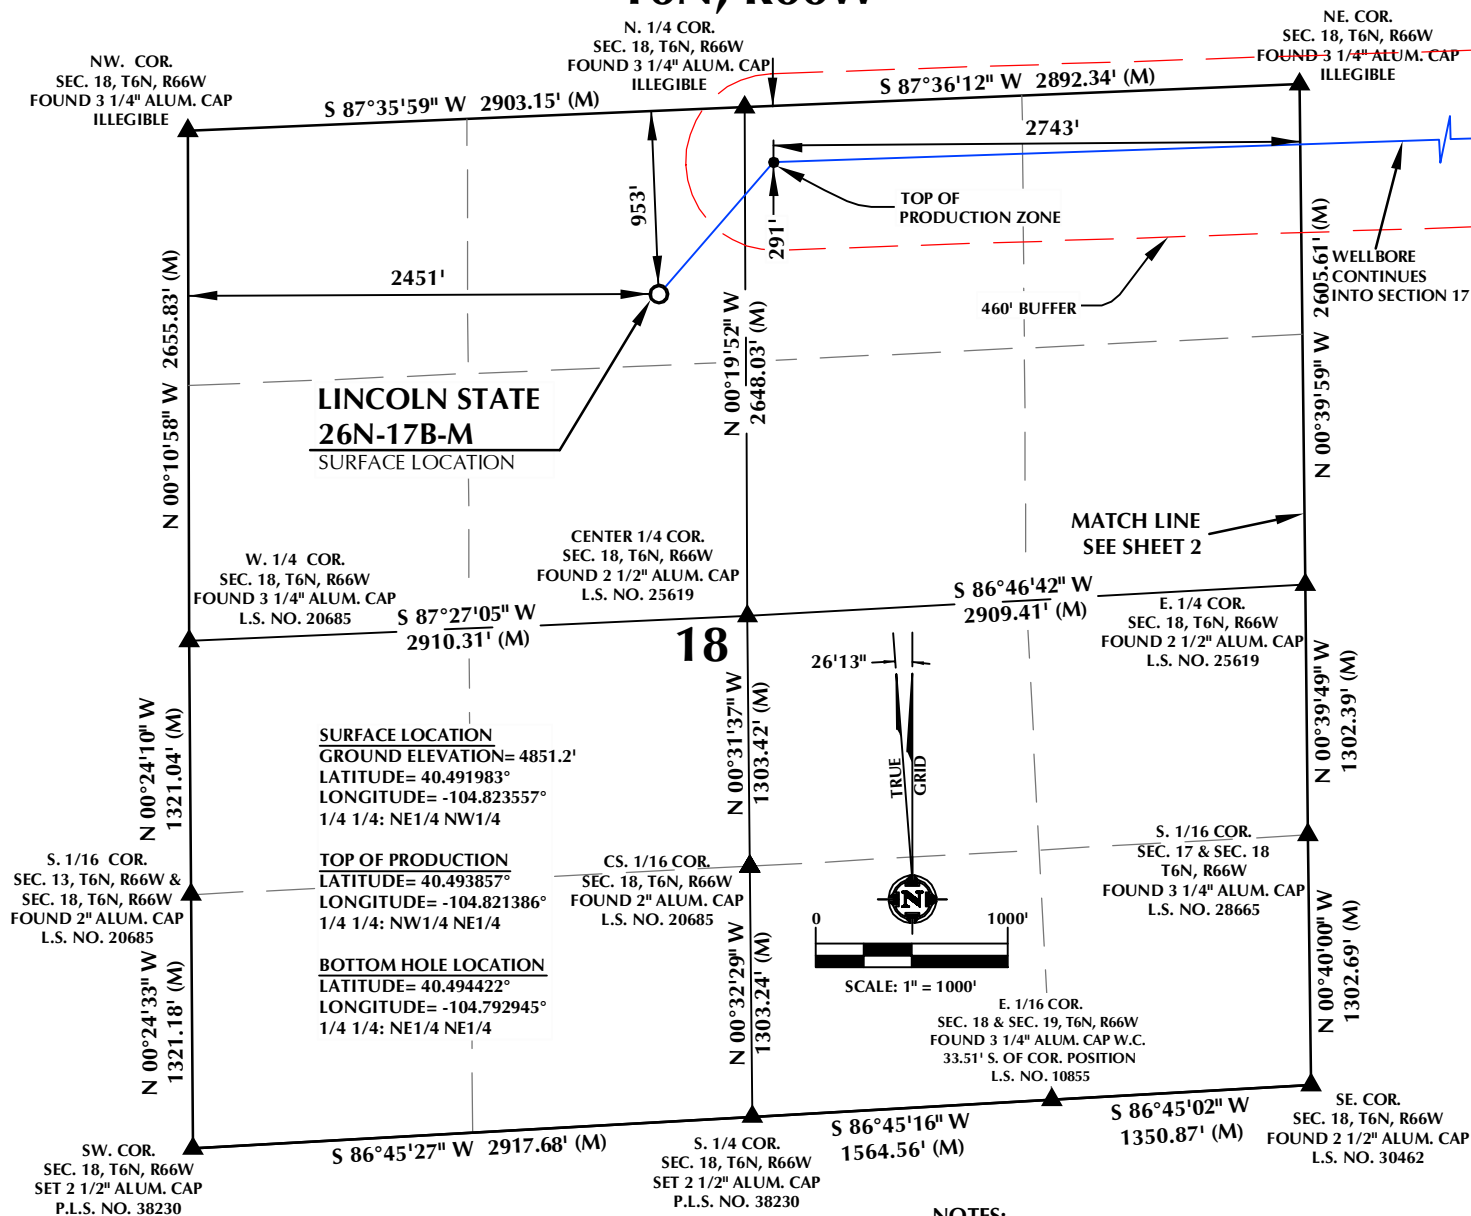 T6N, R66W
NW. COR.
SEC. 18, T6N, R66W
FOUND 3 1/4" ALUM. CAP
ILLEGIBLE
N. 1/4 COR.
SEC. 18, T6N, R66W
FOUND 3 1/4" ALUM. CAP
ILLEGIBLE
NE. COR.
SEC. 18, T6N, R66W
FOUND 3 1/4" ALUM. CAP
ILLEGIBLE
S 87°35'59" W 2903.15' (M)
S 87°36'12" W 2892.34' (M)
2743'
953'
291'
TOP OF
PRODUCTION ZONE
2451'
460' BUFFER
WELLBORE
CONTINUES
INTO SECTION 17
N 00°10'58" W 2655.83' (M)
N 00°19'52" W
2648.03' (M)
N 00°39'59" W 2605.61' (M)
LINCOLN STATE
26N-17B-M
SURFACE LOCATION
MATCH LINE
SEE SHEET 2
W. 1/4 COR.
SEC. 18, T6N, R66W
FOUND 3 1/4" ALUM. CAP
L.S. NO. 20685
CENTER 1/4 COR.
SEC. 18, T6N, R66W
FOUND 2 1/2" ALUM. CAP
L.S. NO. 25619
E. 1/4 COR.
SEC. 18, T6N, R66W
FOUND 2 1/2" ALUM. CAP
L.S. NO. 25619
S 87°27'05" W
2910.31' (M)
S 86°46'42" W
2909.41' (M)
18
26'13"
TRUE
GRID
N
N 00°24'10" W
1321.04' (M)
N 00°31'37" W
1303.42' (M)
N 00°39'49" W
1302.39' (M)
SURFACE LOCATION
GROUND ELEVATION= 4851.2'
LATITUDE= 40.491983°
LONGITUDE= -104.823557°
1/4 1/4: NE1/4 NW1/4
TOP OF PRODUCTION
LATITUDE= 40.493857°
LONGITUDE= -104.821386°
1/4 1/4: NW1/4 NE1/4
BOTTOM HOLE LOCATION
LATITUDE= 40.494422°
LONGITUDE= -104.792945°
1/4 1/4: NE1/4 NE1/4
S. 1/16 COR.
SEC. 13, T6N, R66W &
SEC. 18, T6N, R66W
FOUND 2" ALUM. CAP
L.S. NO. 20685
CS. 1/16 COR.
SEC. 18, T6N, R66W
FOUND 2" ALUM. CAP
L.S. NO. 20685
S. 1/16 COR.
SEC. 17 & SEC. 18
T6N, R66W
FOUND 3 1/4" ALUM. CAP
L.S. NO. 28665
0
1000'
SCALE: 1" = 1000'
N 00°24'33" W
1321.18' (M)
N 00°32'29" W
1303.24' (M)
N 00°40'00" W
1302.69' (M)
E. 1/16 COR.
SEC. 18 & SEC. 19, T6N, R66W
FOUND 3 1/4" ALUM. CAP W.C.
33.51' S. OF COR. POSITION
L.S. NO. 10855
S 86°45'27" W 2917.68' (M)
S 86°45'16" W
1564.56' (M)
S 86°45'02" W
1350.87' (M)
SW. COR.
SEC. 18, T6N, R66W
SET 2 1/2" ALUM. CAP
P.L.S. NO. 38230
S. 1/4 COR.
SEC. 18, T6N, R66W
SET 2 1/2" ALUM. CAP
P.L.S. NO. 38230
SE. COR.
SEC. 18, T6N, R66W
FOUND 2 1/2" ALUM. CAP
L.S. NO. 30462
NOTES: